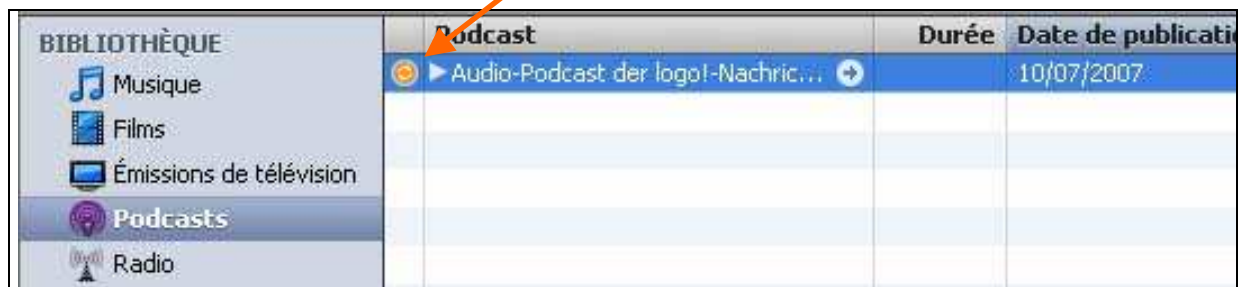 BIBLIOTHÈQUE
Musique
Films
Émissions de télévision
Podcasts
Radio
Podcast Durée Date de publicati
Audio-Podcast der logo!-Nachric... 10/07/2007